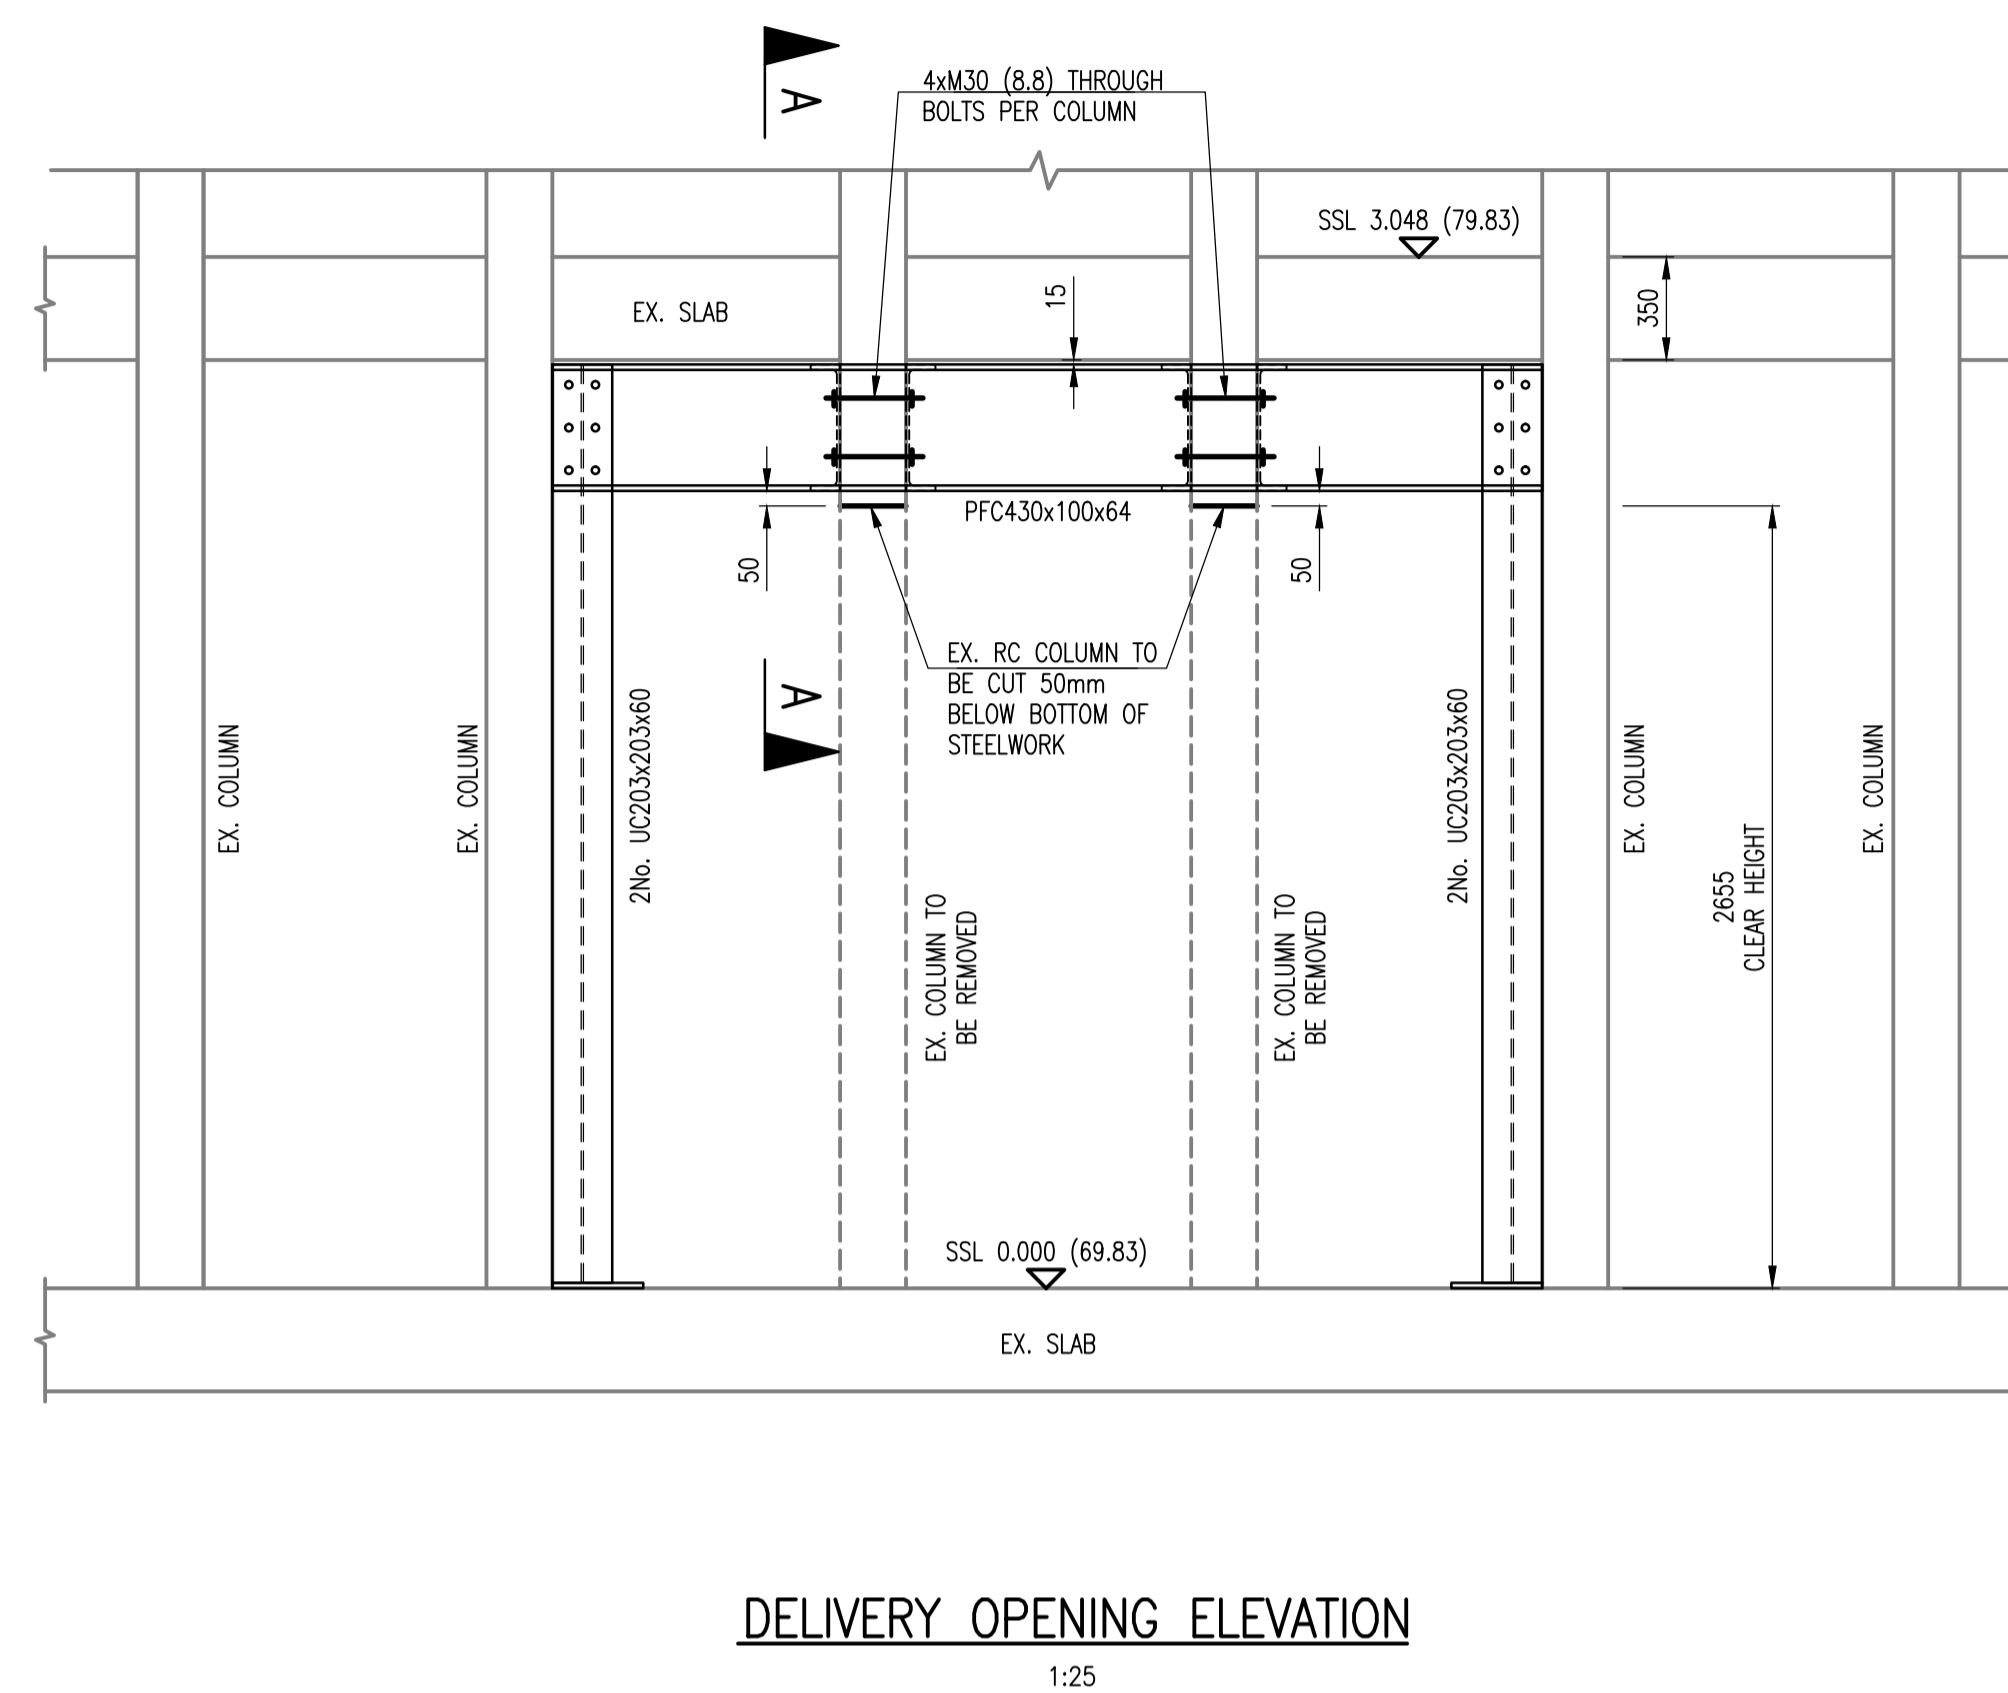 A
4xM30 (8.8) THROUGH
BOLTS PER COLUMN
SSL 3.048 (79.83)
EX. SLAB
15
350
PFC430x100x64
50
50
EX. RC COLUMN TO
BE CUT 50mm
BELOW BOTTOM OF
STEELWORK
A
EX. COLUMN
EX. COLUMN
2No. UC203x203x60
2No. UC203x203x60
EX. COLUMN
EX. COLUMN
2655
CLEAR HEIGHT
EX. COLUMN TO
BE REMOVED
EX. COLUMN TO
BE REMOVED
SSL 0.000 (69.83)
EX. SLAB
DELIVERY OPENING ELEVATION
1:25